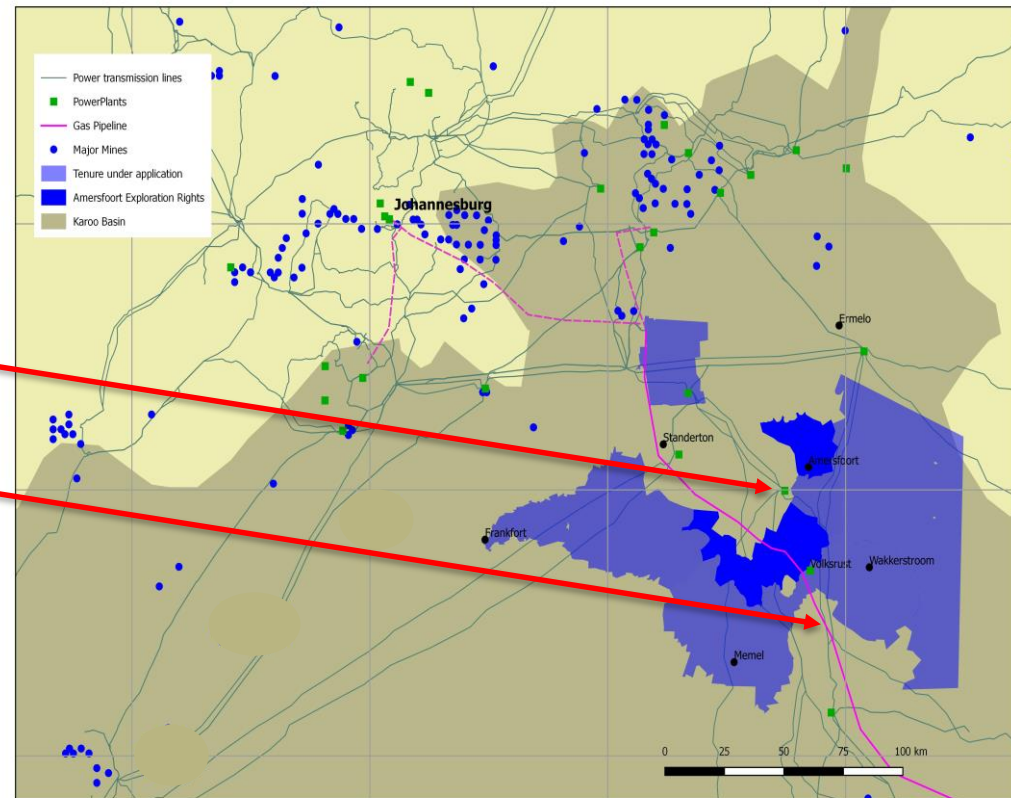 Power transmission lines
PowerPlants
Gas Pipeline
Major Mines
Tenure under application
Amersfoort Exploration Rights
Karoo Basin
Johannesburg
Ermelo
Standerton
Amersfoort
Frankfort
Volksrust
Wakkerstroom
Memel
0 25 50 75 100 km